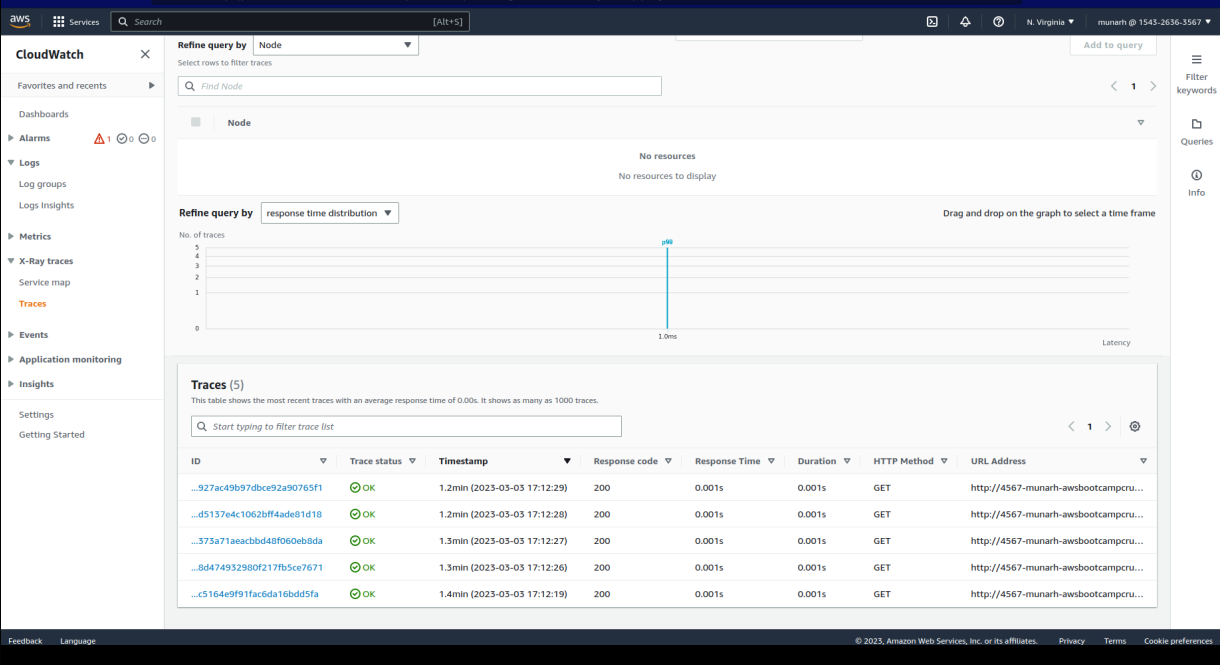 aws Services Search [Alt+S] N. Virginia ▼ munarh @ 1543-2636-3567 ▼
CloudWatch
Favorites and recents
Dashboards
Alarms 1 0 0
Logs
Log groups
Logs Insights
Metrics
X-Ray traces
Service map
Traces
Events
Application monitoring
Insights
Settings
Getting Started
Refine query by Node
Add to query
Select rows to filter traces
Find Node
1
Node
No resources
No resources to display
Refine query by response time distribution
Drag and drop on the graph to select a time frame
No. of traces
5
4
3
2
1
0
1.0ms
Latency
Traces (5)
This table shows the most recent traces with an average response time of 0.00s. It shows as many as 1000 traces.
Start typing to filter trace list
1
ID Trace status Timestamp Response code Response Time Duration HTTP Method URL Address
...927ac49b97dbce92a90765f1 OK 1.2min (2023-03-03 17:12:29) 200 0.001s 0.001s GET http://4567-munarh-awsbootcampcru...
...d5137e4c1062bff4ade81d18 OK 1.2min (2023-03-03 17:12:28) 200 0.001s 0.001s GET http://4567-munarh-awsbootcampcru...
...373a71aeacbbd48f060eb8da OK 1.3min (2023-03-03 17:12:27) 200 0.001s 0.001s GET http://4567-munarh-awsbootcampcru...
...8d474932980f217fb5ce7671 OK 1.3min (2023-03-03 17:12:26) 200 0.001s 0.001s GET http://4567-munarh-awsbootcampcru...
...c5164e9f91fac6da16bdd5fa OK 1.4min (2023-03-03 17:12:19) 200 0.001s 0.001s GET http://4567-munarh-awsbootcampcru...
Filter
keywords
Queries
Info
Feedback Language © 2023, Amazon Web Services, Inc. or its affiliates. Privacy Terms Cookie preferences